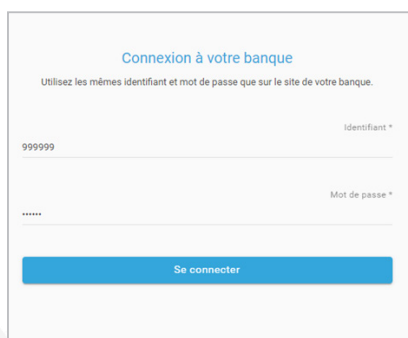 Connexion à votre banque
Utilisez les mêmes identifiant et mot de passe que sur le site de votre banque.
Identifiant *
999999
Mot de passe *
••••••
Se connecter